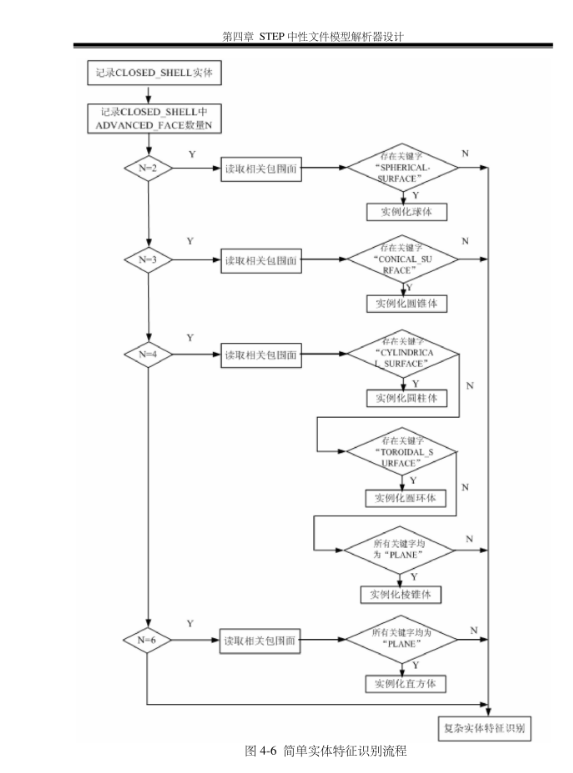 第四章 STEP 中性文件模型解析器设计
记录CLOSED_SHELL实体
记录CLOSED_SHELL中
ADVANCED_FACE数量N
N=2
Y
读取相关包围面
存在关键字
“SPHERICAL-
SURFACE”
N
Y
实例化球体
N=3
Y
读取相关包围面
存在关键字
“CONICAL_SU
RFACE”
N
Y
实例化圆锥体
N=4
Y
读取相关包围面
存在关键字
“CYLINDRICA
L_SURFACE”
N
Y
实例化圆柱体
存在关键字
“TOROIDAL_S
URFACE”
N
Y
实例化圆环体
所有关键字均
为“PLANE”
N
Y
实例化棱锥体
N=6
Y
读取相关包围面
所有关键字均为
“PLANE”
N
Y
实例化直方体
复杂实体特征识别
图 4-6 简单实体特征识别流程